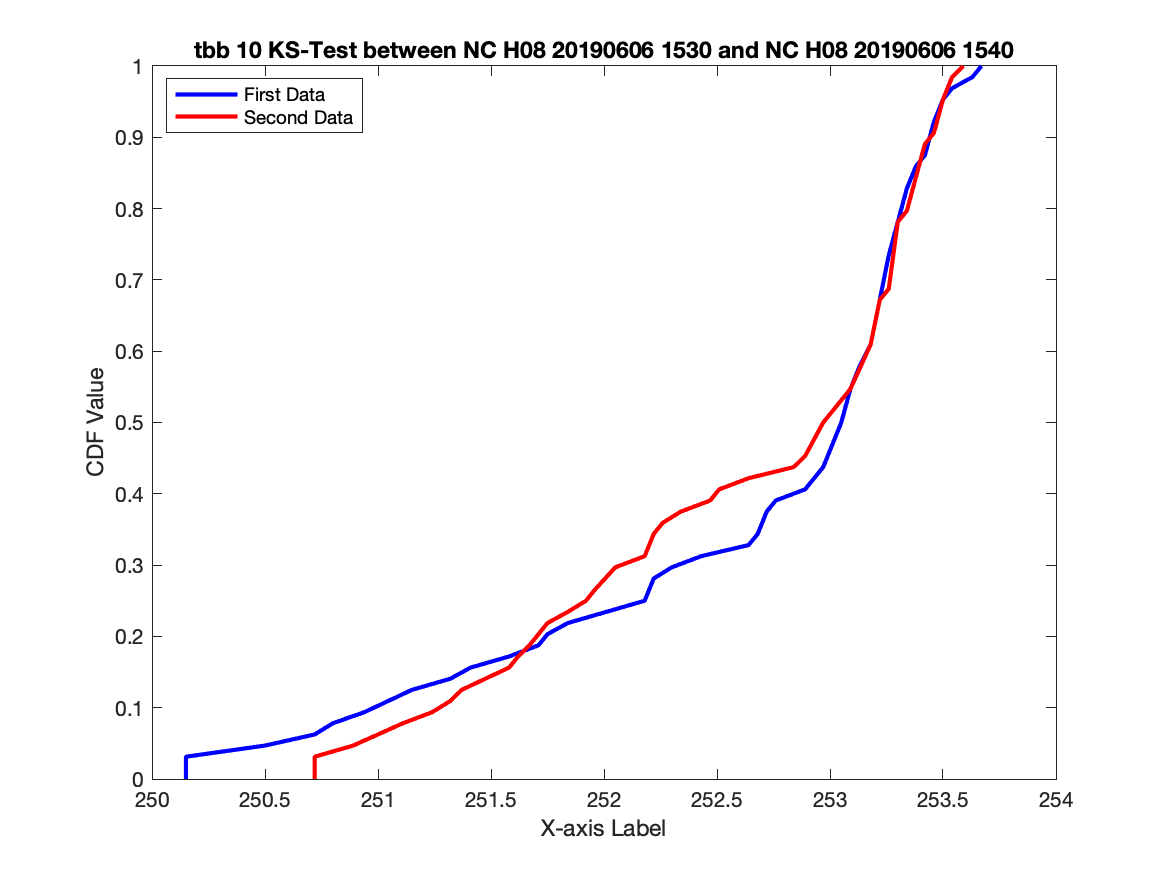 tbb 10 KS-Test between NC H08 20190606 1530 and NC H08 20190606 1540
First Data
Second Data
CDF Value
1
0.9
0.8
0.7
0.6
0.5
0.4
0.3
0.2
0.1
0
250 250.5 251 251.5 252 252.5 253 253.5 254
X-axis Label